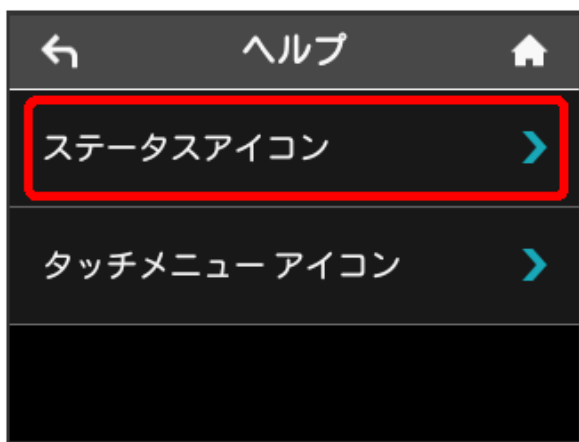 ヘルプ
ステータスアイコン
タッチメニュー アイコン